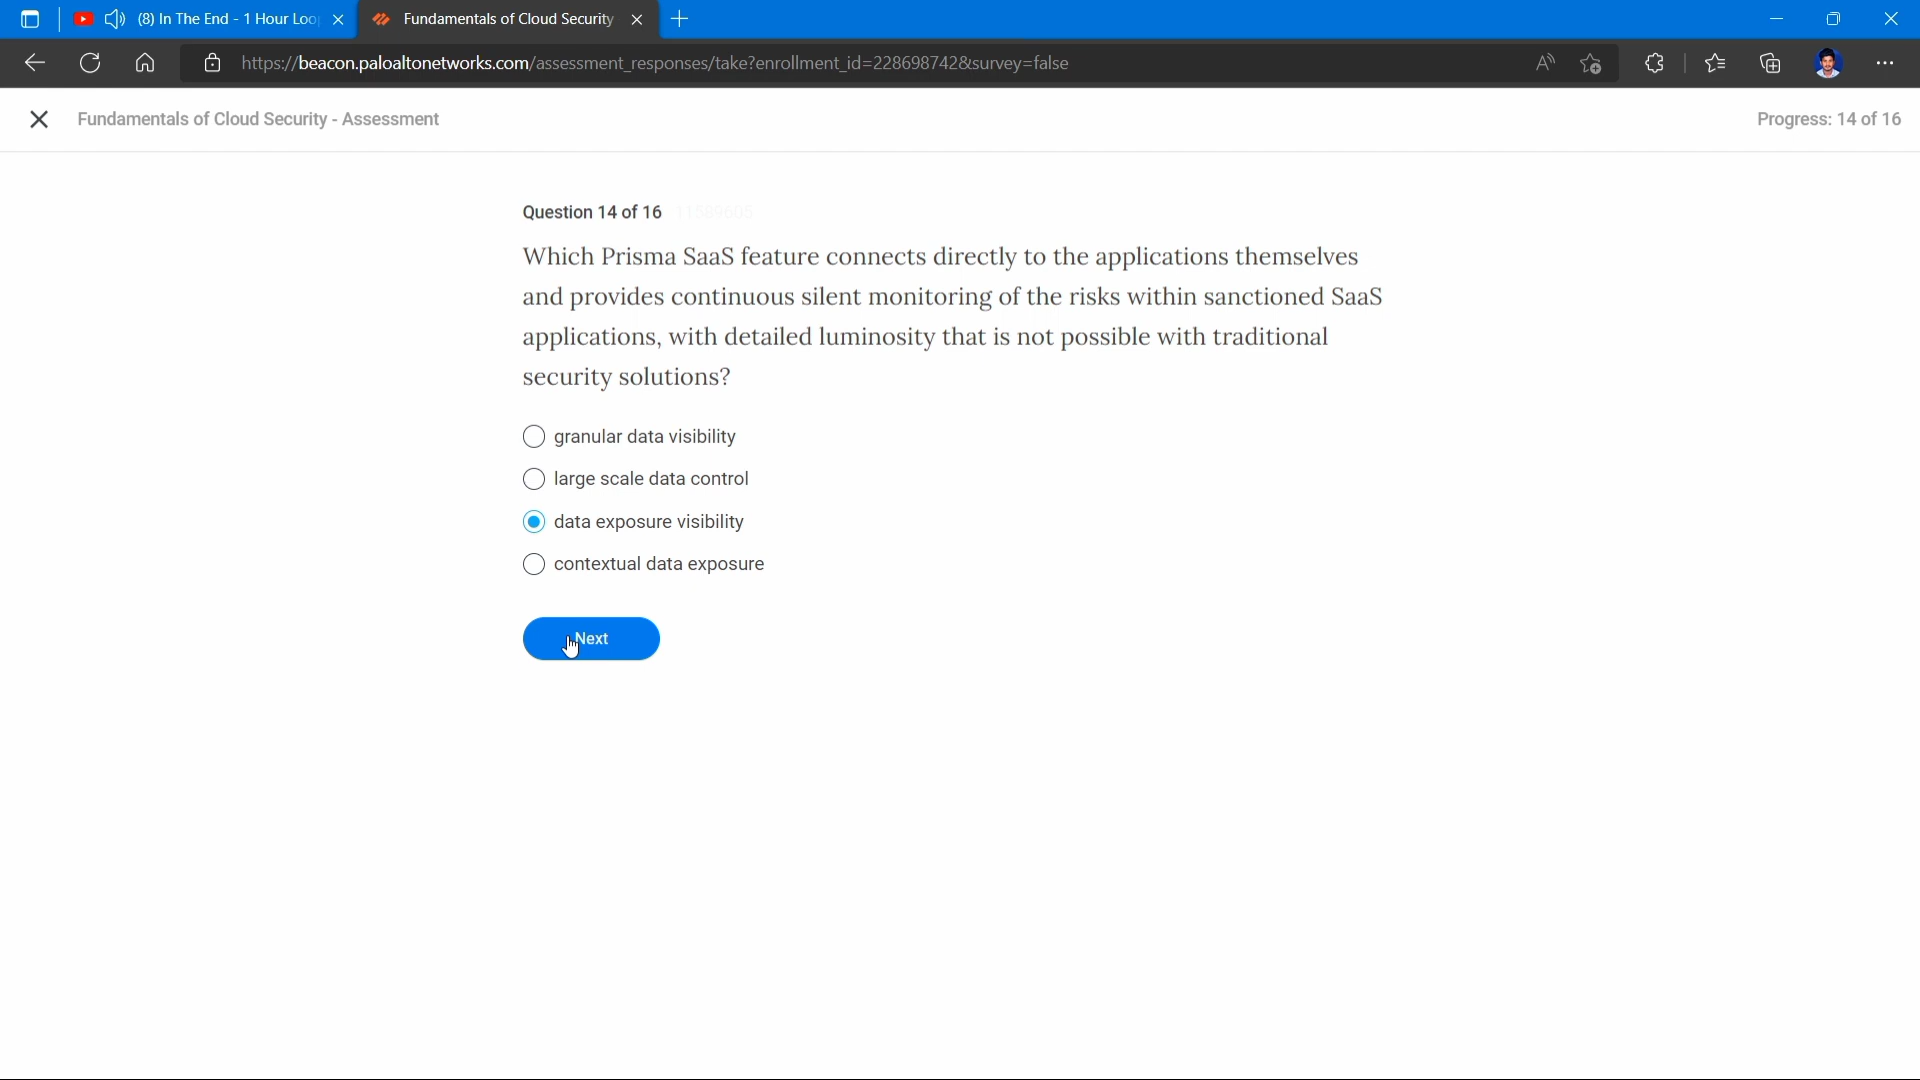 (8) In The End - 1 Hour Loo
Fundamentals of Cloud Security
https://beacon.paloaltonetworks.com/assessment_responses/take?enrollment_id=228698742&survey=false
Fundamentals of Cloud Security - Assessment
Progress: 14 of 16
Question 14 of 16 11589605
Which Prisma SaaS feature connects directly to the applications themselves
and provides continuous silent monitoring of the risks within sanctioned SaaS
applications, with detailed luminosity that is not possible with traditional
security solutions?
granular data visibility
large scale data control
data exposure visibility
contextual data exposure
Next